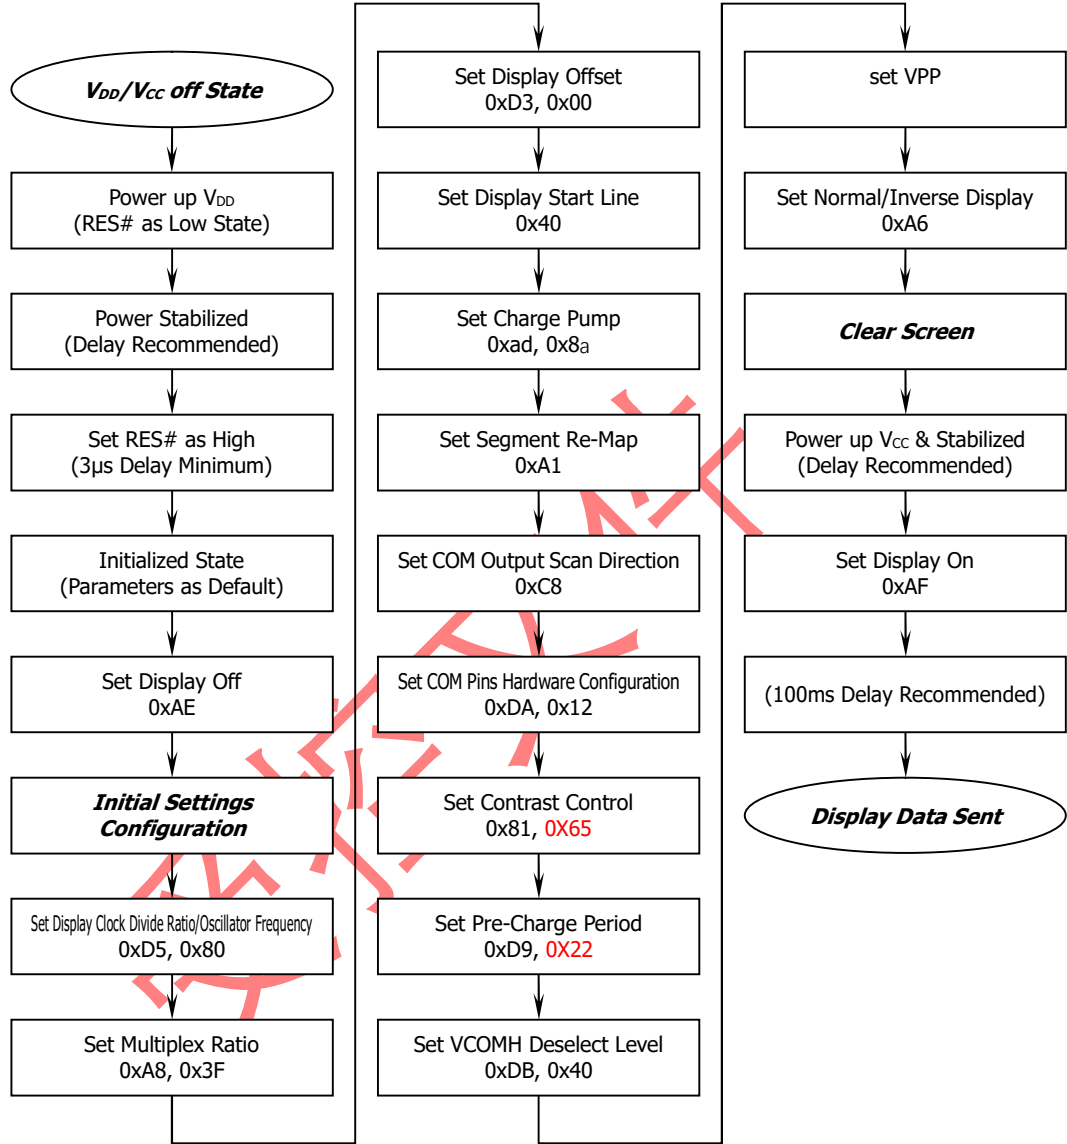 V_DD/V_CC off State
Power up V_DD
(RES# as Low State)
Power Stabilized
(Delay Recommended)
Set RES# as High
(3μs Delay Minimum)
Initialized State
(Parameters as Default)
Set Display Off
0xAE
Initial Settings
Configuration
Set Display Clock Divide Ratio/Oscillator Frequency
0xD5, 0x80
Set Multiplex Ratio
0xA8, 0x3F
Set Display Offset
0xD3, 0x00
Set Display Start Line
0x40
Set Charge Pump
0xad, 0x8a
Set Segment Re-Map
0xA1
Set COM Output Scan Direction
0xC8
Set COM Pins Hardware Configuration
0xDA, 0x12
Set Contrast Control
0x81, 0X65
Set Pre-Charge Period
0xD9, 0X22
Set VCOMH Deselect Level
0xDB, 0x40
set VPP
Set Normal/Inverse Display
0xA6
Clear Screen
Power up V_CC & Stabilized
(Delay Recommended)
Set Display On
0xAF
(100ms Delay Recommended)
Display Data Sent